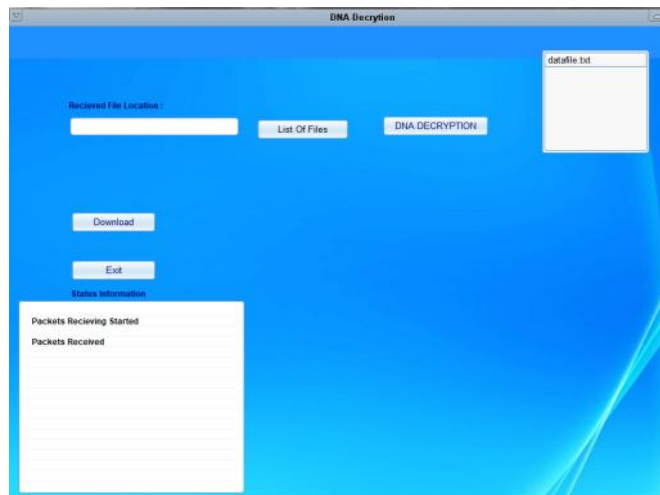 DNA Decrytion
datafile.txt
Recieved File Location :
List Of Files
DNA DECRYPTION
Download
Exit
Status Information
Packets Recieving Started
Packets Received